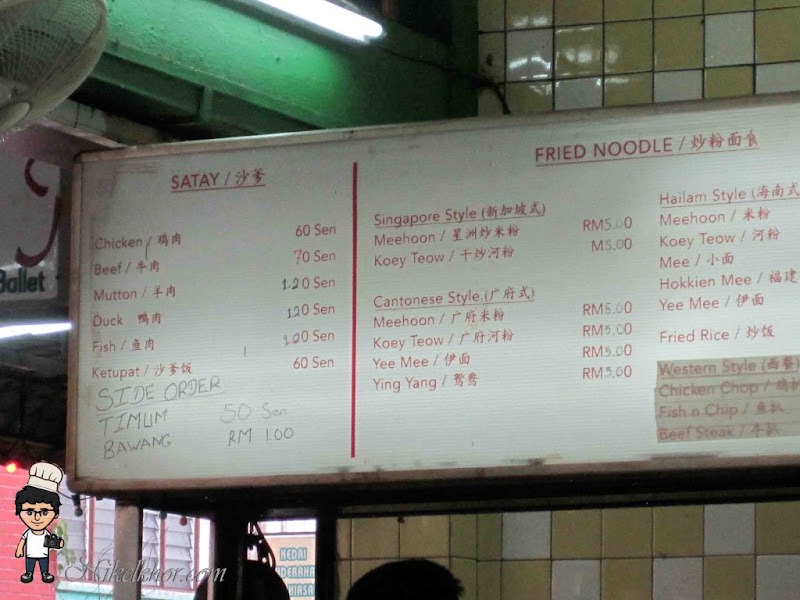 SATAY / 沙爹
Chicken / 鸡肉 60 Sen
Beef / 牛肉 70 Sen
Mutton / 羊肉 1.20 Sen
Duck 鸭肉 120 Sen
Fish / 鱼肉 100 Sen
Ketupat / 沙爹饭 60 Sen
SIDE ORDER
TIMUM 50 Sen
BAWANG RM 1.00
FRIED NOODLE / 炒粉面食
Singapore Style (新加坡式)
Meehoon / 星洲炒米粉 RM5.00
Koey Teow / 干炒河粉 M5.00
Cantonese Style (广府式)
Meehoon / 广府米粉 RM5.00
Koey Teow / 广府河粉 RM5.00
Yee Mee / 伊面 RM5.00
Ying Yang / 鸳鸯 RM5.00
Hailam Style (海南式
Meehoon / 米粉
Koey Teow / 河粉
Mee / 小面
Hokkien Mee / 福建
Yee Mee / 伊面
Fried Rice / 炒饭
Western Style (西餐)
Chicken Chop / 鸡扒
Fish n Chip / 鱼扒
Beef Steak / 牛扒
Ballet
KEDAI
Mikelkhor.com